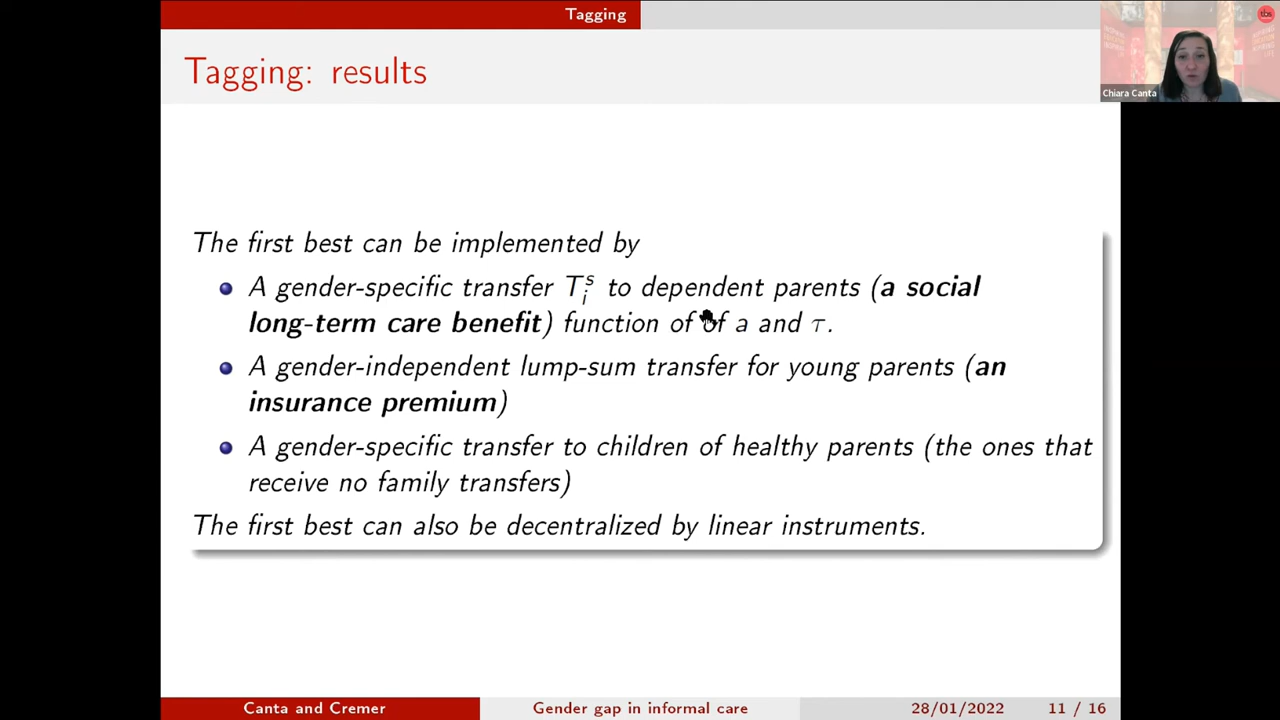 Tagging
Tagging: results
tbs
Chiara Canta
The first best can be implemented by
A gender-specific transfer T_i^s to dependent parents (a social
long-term care benefit) function of of a and τ.
A gender-independent lump-sum transfer for young parents (an
insurance premium)
A gender-specific transfer to children of healthy parents (the ones that
receive no family transfers)
The first best can also be decentralized by linear instruments.
Canta and Cremer
Gender gap in informal care
28/01/2022
11 / 16